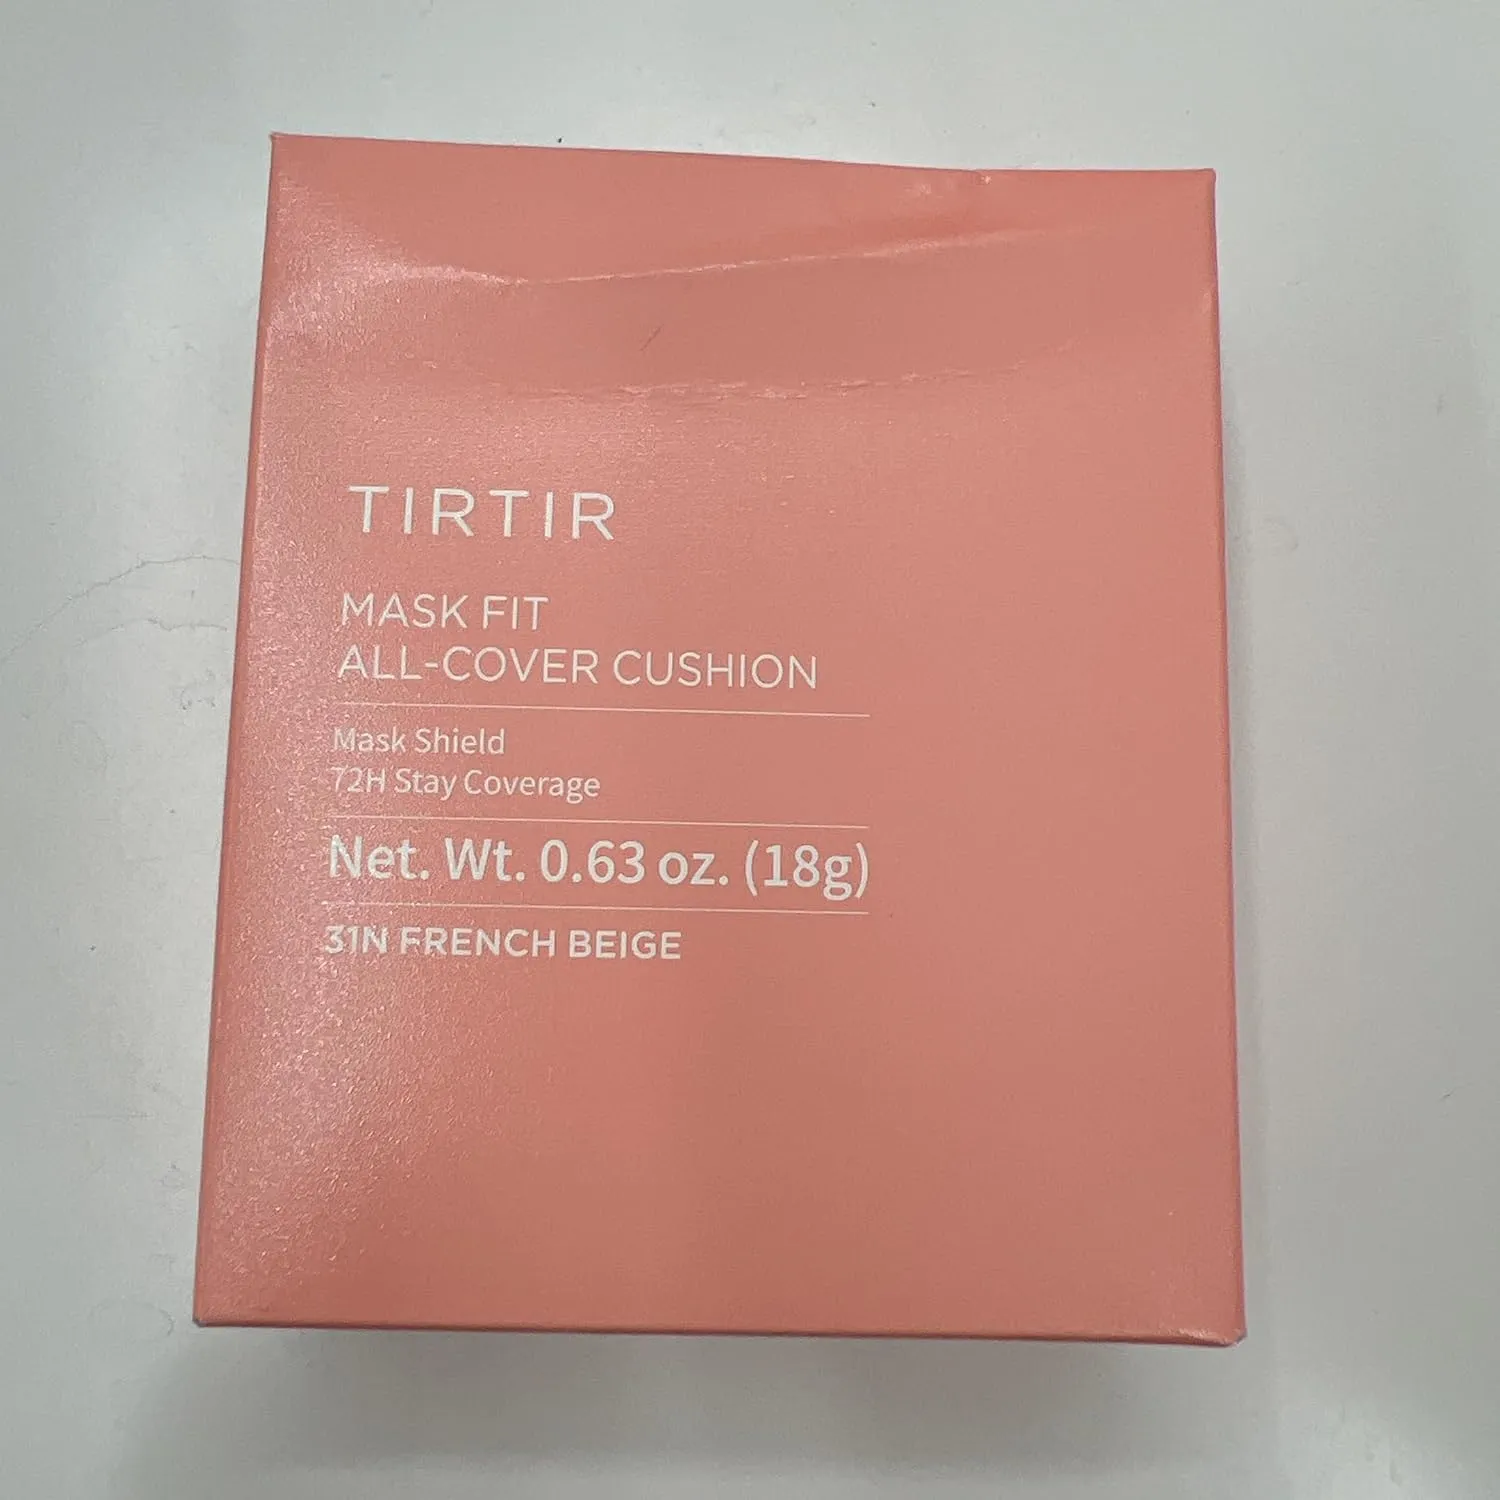 TIRTIR
MASK FIT
ALL-COVER CUSHION
Mask Shield
72H Stay Coverage
Net. Wt. 0.63 oz. (18g)
31N FRENCH BEIGE